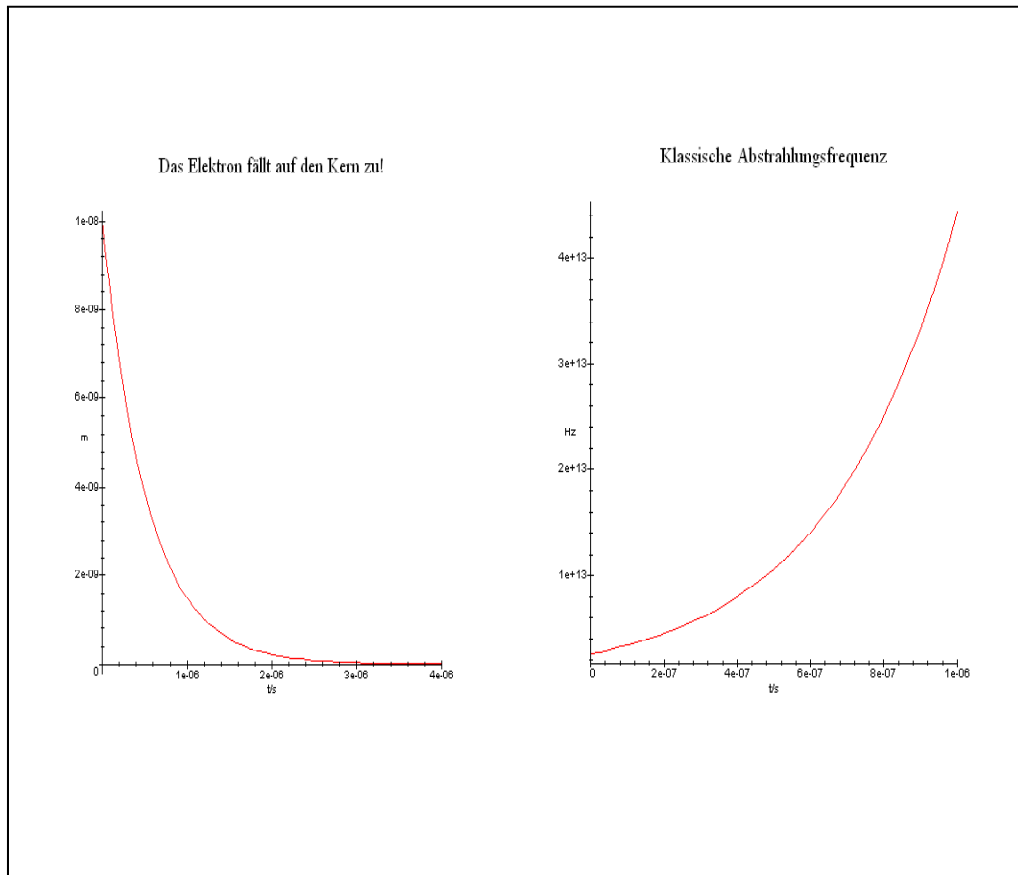 Das Elektron fällt auf den Kern zu!
1e-08
8e-09
6e-09
m
4e-09
2e-09
0
1e-06
2e-06
3e-06
4e-06
t/s
Klassische Abstrahlungsfrequenz
4e+13
3e+13
Hz
2e+13
1e+13
0
2e-07
4e-07
6e-07
8e-07
1e-06
t/s